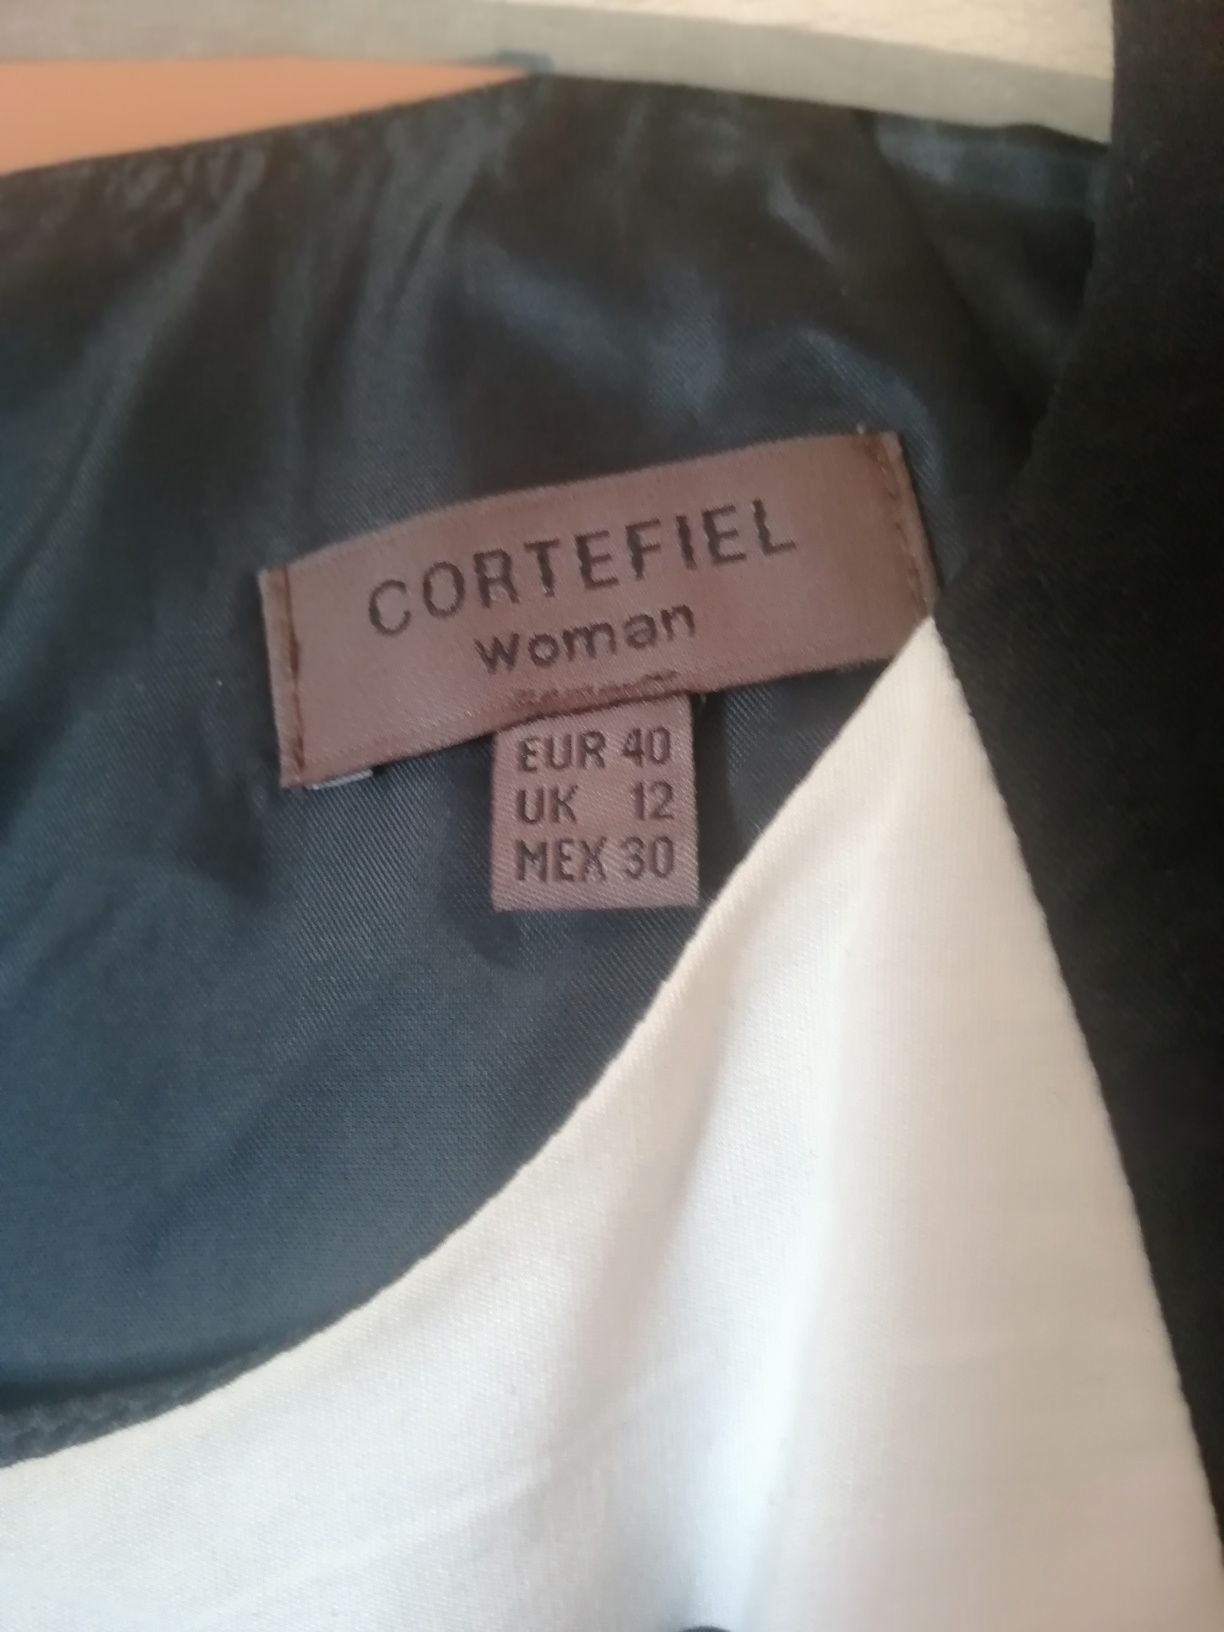 CORTEFIEL
Woman
EUR 40
UK 12
MEX 30